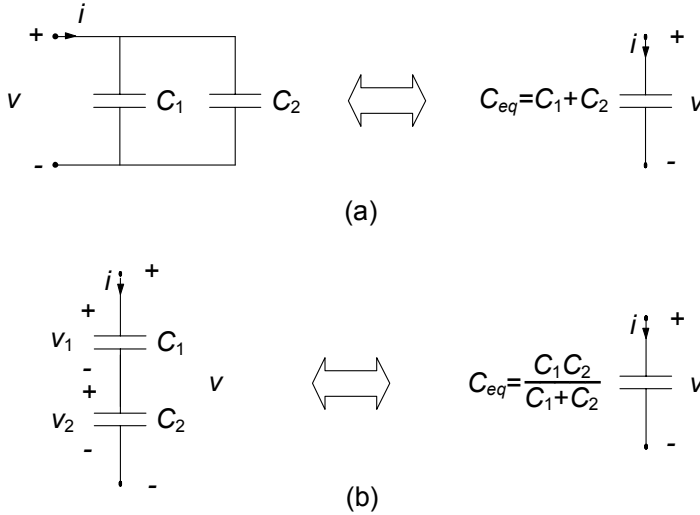 + i
v C1 C2
-
i +
Ceq=C1+C2 v
-
(a)
i +
+
v1 C1
-
v
+
v2 C2
-
-
i +
Ceq=C1C2/C1+C2 v
-
(b)